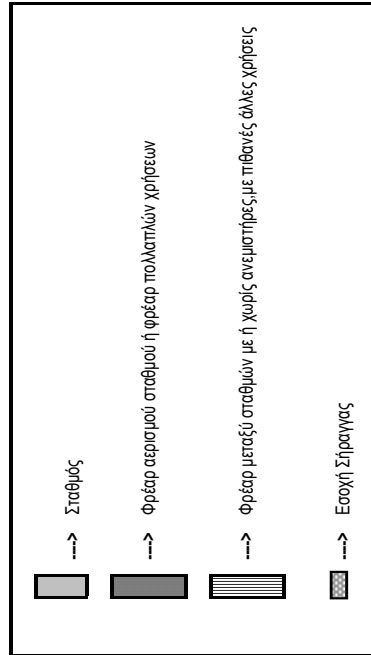 ---> Σταθμός
---> Φρέαρ αερισμού σταθμού ή Φρέαρ πολλαπλών Χρήσεων
---> Φρέαρ μεταξύ σταθμών με ή Χωρίς ανεμιστήρες,με πιθανές άλλες Χρήσεις
---> Εσοχή Σήραγγας